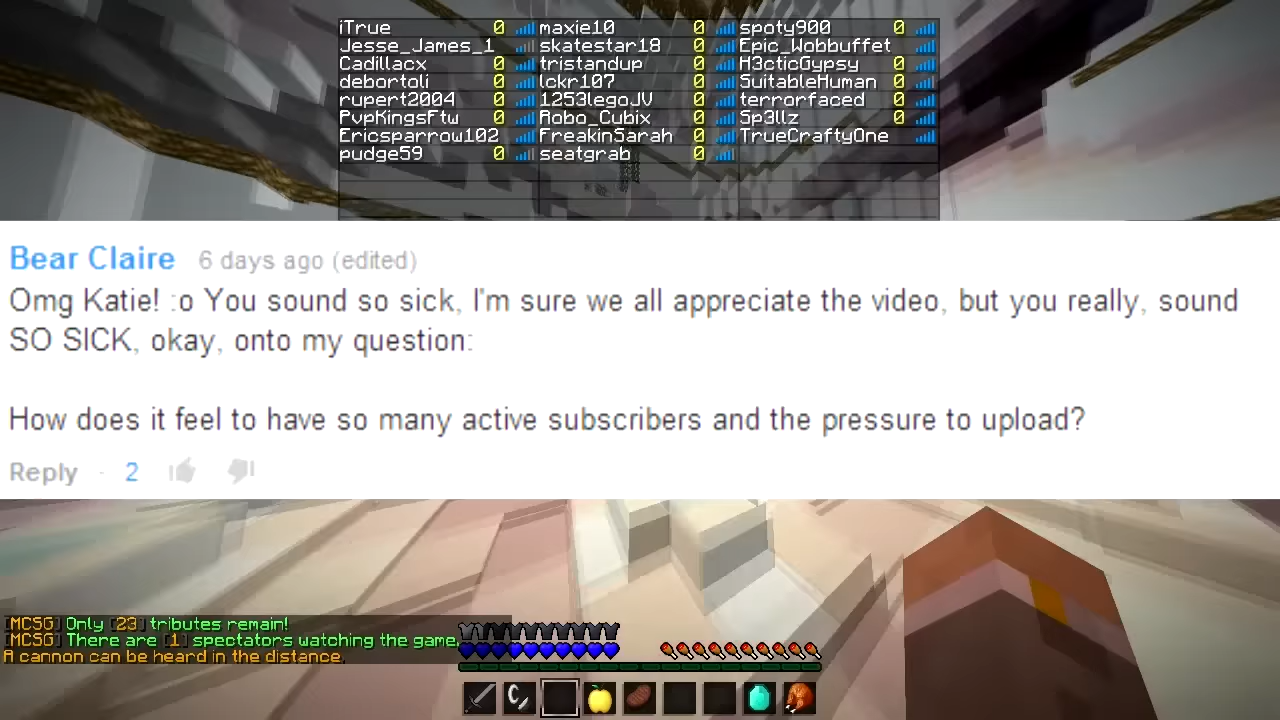 iTrue 0 maxie10 0 spoty900 0
Jesse_James_1 skatestar18 0 Epic_Wobbuffet
Cadillacx 0 tristandup 0 H3cticGypsy 0
debortoli 0 lckr107 0 SuitableHuman 0
rupert2004 0 1253legoJV 0 terrorfaced 0
PvpKingsFtw 0 Robo_Cubix 0 Sp3llz 0
Ericsparrow102 FreakinSarah 0 TrueCraftyOne
pudge59 0 seatgrab 0
Bear Claire 6 days ago (edited)
Omg Katie! :o You sound so sick, I'm sure we all appreciate the video, but you really, sound
SO SICK, okay, onto my question:
How does it feel to have so many active subscribers and the pressure to upload?
Reply · 2
[MCSG] Only [23] tributes remain!
[MCSG] There are [1] spectators watching the game.
A cannon can be heard in the distance.